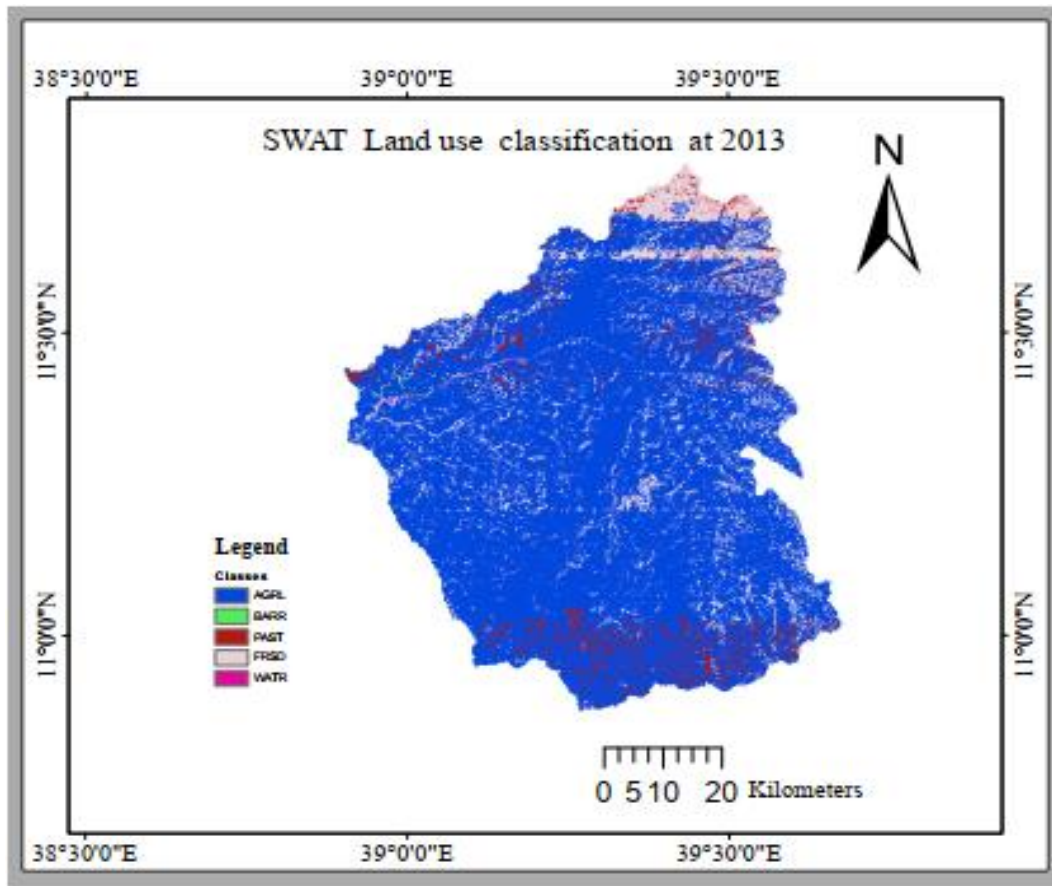 38°30'0"E 39°0'0"E 39°30'0"E
SWAT Land use classification at 2013
N
11°30'0"N 11°30'0"N
Legend
Classes
AGRL
BARR
PAST
FRSD
WATR
11°0'0"N 11°0'0"N
0 5 10 20 Kilometers
38°30'0"E 39°0'0"E 39°30'0"E